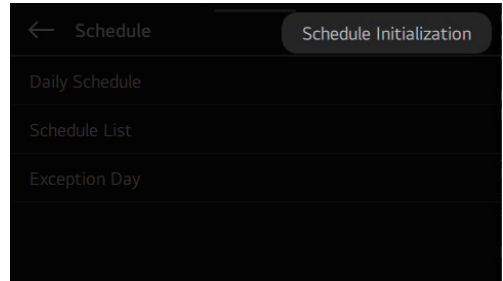 Schedule
Schedule Initialization
Daily Schedule
Schedule List
Exception Day